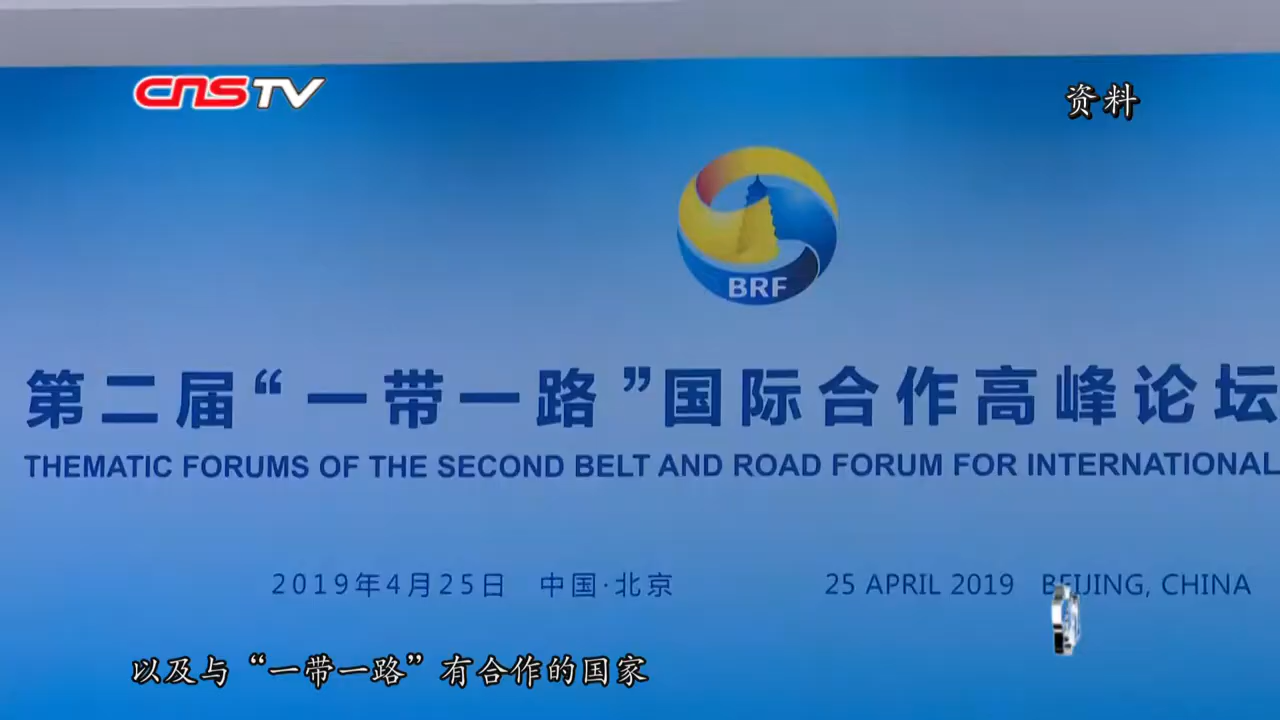 CNSTV
资料
BRF
第二届“一带一路”国际合作高峰论坛
THEMATIC FORUMS OF THE SECOND BELT AND ROAD FORUM FOR INTERNATIONAL
2019年4月25日 中国·北京
25 APRIL 2019 BEIJING, CHINA
以及与“一带一路”有合作的国家